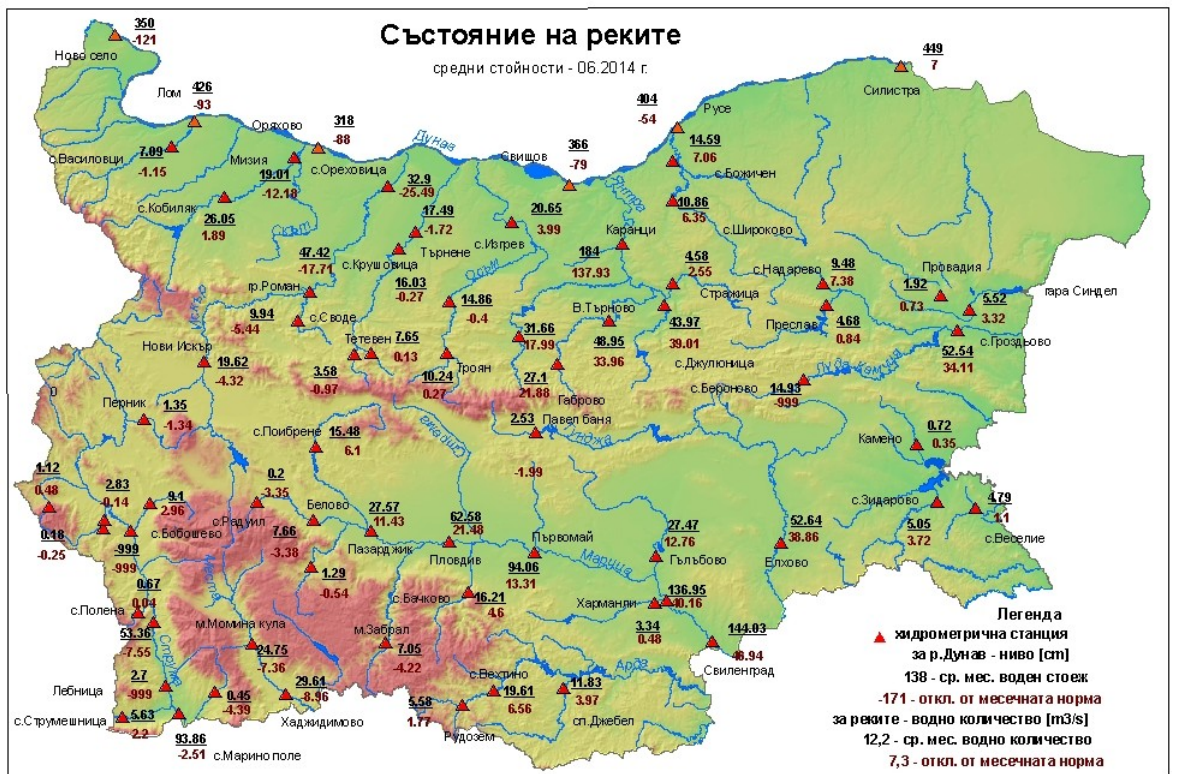 Състояние на реките
средни стойности - 06.2014 г.
350
-121
Ново село
449
7
Силистра
Лом
426
-93
Оряхово
318
-88
Дунав
Свищов
366
-79
404
-54
Русе
14.59
7.06
с.Божичен
7.09
с.Василовци
-1.15
Мизия
19.01
-12.18
с.Ореховица
32.9
-25.49
Янтра
10.86
6.35
с.Широково
с.Кобиляк
26.05
1.89
Скът
17.49
-1.72
Търнене
20.65
3.99
с.Изгрев
Каранци
184
137.93
47.42
-17.71
с.Крушовица
16.03
-0.27
Осъм
4.58
2.55
Стражица
с.Надарево
9.48
7.38
Провадия
1.92
0.73
гара Синдел
5.52
3.32
гр.Роман
9.94
-5.44
с.Своде
14.86
-0.4
В.Търново
43.97
39.01
Преслав
4.68
0.84
с.Гроздьово
52.54
34.11
Нови Искър
19.62
-4.32
Тетевен
7.65
0.13
3.58
-0.97
31.66
17.99
48.95
33.96
с.Джулюница
Троян
10.24
0.27
27.1
21.88
Габрово
с.Бероново
14.93
-999
Луда Камчия
Перник
1.35
-1.34
2.53
Павел баня
Тунджа
-1.99
с.Поибрене
15.48
6.1
Камено
0.72
0.35
1.12
0.48
2.83
-0.14
9.1
2.96
0.2
-3.35
с.Радуил
Белово
27.57
11.43
62.58
21.48
Първомай
27.47
12.76
52.64
38.86
с.Зидарово
5.05
3.72
4.79
1.1
с.Веселие
0.18
-0.25
-999
-999
с.Бобошево
7.66
-3.38
Пазарджик
Пловдив
94.06
13.31
Марица
Гълъбово
Елхово
0.67
0.04
1.29
-0.54
с.Бачково
16.21
4.6
Харманли
136.95
40.16
с.Полена
53.36
-7.55
Места
Струма
м.Момина кула
24.75
-7.36
м.Забрал
7.05
-4.22
3.34
0.48
144.03
46.94
Свиленград
Лебница
2.7
-999
0.45
-4.39
29.61
-8.96
Хаджидимово
с.Вехтино
19.61
6.56
Арда
11.83
3.97
сп.Джебел
5.58
1.77
Рудозем
с.Струмешница
5.63
2.2
93.86
-2.51
с.Марино поле
Легенда
хидрометрична станция
за р.Дунав - ниво [cm]
138 - ср. мес. воден стоеж
-171 - откл. от месечната норма
за реките - водно количество [m3/s]
12,2 - ср. мес. водно количество
7,3 - откл. от месечната норма